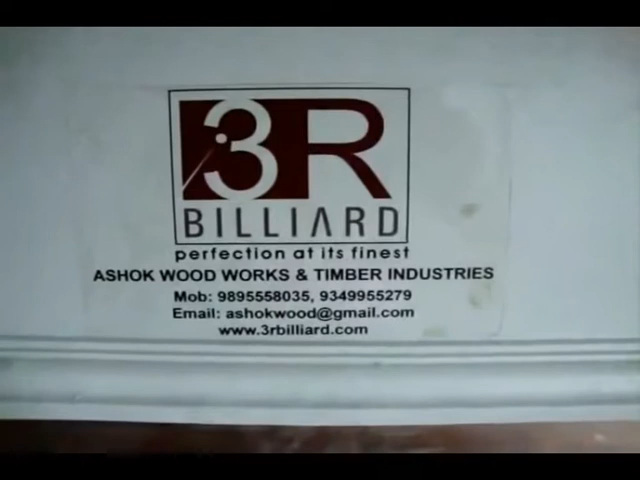 3R
BILLIARD
perfection at its finest
ASHOK WOOD WORKS & TIMBER INDUSTRIES
Mob: 9895558035, 9349955279
Email: ashokwood@gmail.com
www.3rbilliard.com